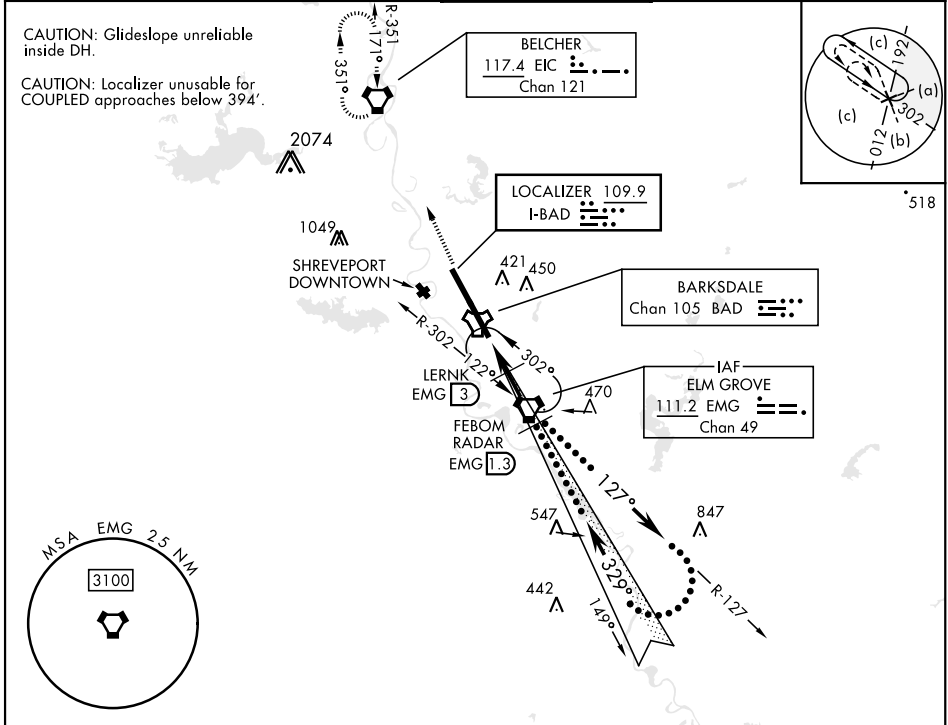 CAUTION: Glideslope unreliable
inside DH.
CAUTION: Localizer unusable for
COUPLED approaches below 394'.
R-351
171°
351°
BELCHER
117.4 EIC
Chan 121
(c)
192
(a)
302
(c)
(b)
012
518
2074
LOCALIZER 109.9
I-BAD
1049
SHREVEPORT
DOWNTOWN
421
450
BARKSDALE
Chan 105 BAD
R-302
122°
302°
LERNK
EMG 3
470
IAF
ELM GROVE
111.2 EMG
Chan 49
FEBOM
RADAR
EMG 1.3
127°
547
847
329°
442
149°
R-127
MSA EMG 25 NM
3100